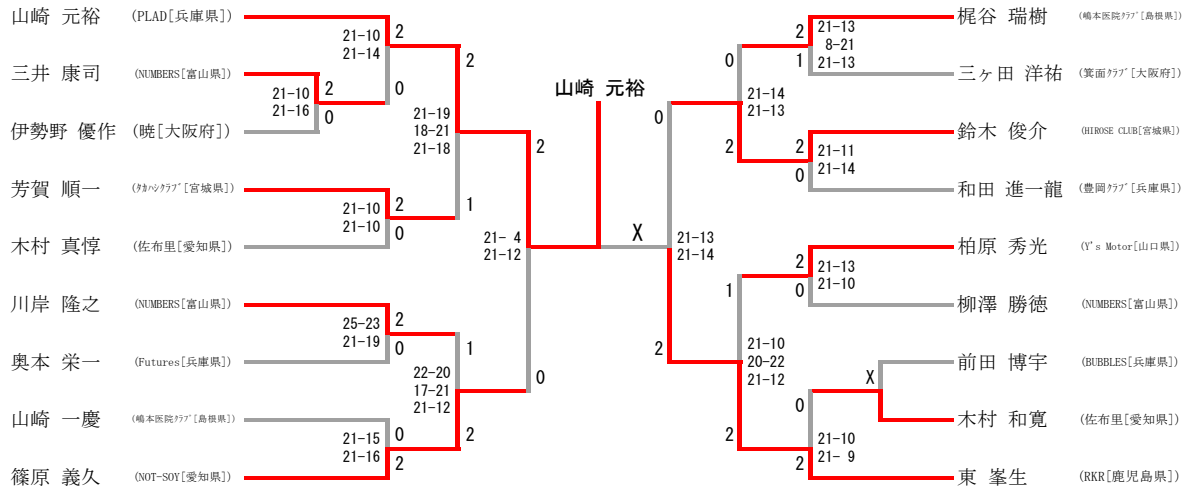 山崎 元裕 (PLAD[兵庫県])
21-10 2
21-14
三井 康司 (NUMBERS[富山県])
21-10 2 0
21-16 0
伊勢野 優作 (暁[大阪府])
2
21-19
18-21
21-18
芳賀 順一 (ﾀｶﾊｼｸﾗﾌﾞ[宮城県])
21-10 2 1
21-10 0
木村 真惇 (佐布里[愛知県])
2
21- 4
21-12
川岸 隆之 (NUMBERS[富山県])
25-23 2
21-19 0
奥本 栄一 (Futures[兵庫県])
1
22-20
17-21
21-12
0
山崎 一慶 (嶋本医院ｸﾗﾌﾞ[島根県])
21-15 0 2
21-16 2
篠原 義久 (NOT-SOY[愛知県])
山崎 元裕
X
梶谷 瑞樹 (嶋本医院ｸﾗﾌﾞ[島根県])
2 21-13
8-21
1 21-13
三ヶ田 洋祐 (箕面ｸﾗﾌﾞ[大阪府])
0
21-14
21-13
0
鈴木 俊介 (HIROSE CLUB[宮城県])
2 2 21-11
0 21-14
和田 進一龍 (豊岡ｸﾗﾌﾞ[兵庫県])
21-13
21-14
柏原 秀光 (Y's Motor[山口県])
2 21-13
0 21-10
柳澤 勝徳 (NUMBERS[富山県])
1
21-10
20-22
21-12
2
前田 博宇 (BUBBLES[兵庫県])
X
木村 和寛 (佐布里[愛知県])
0
2 21-10
2 21- 9
東 峯生 (RKR[鹿児島県])